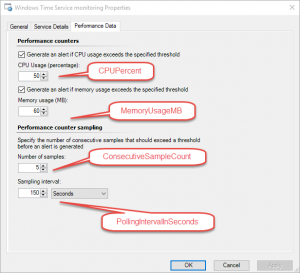 Windows Time Service monitoring Properties
General
Service Details
Performance Data
Performance counters
Generate an alert if CPU usage exceeds the specified threshold
CPU Usage (percentage):
50
CPUPercent
Generate an alert if memory usage exceeds the specified threshold
Memory usage (MB):
60
MemoryUsageMB
Performance counter sampling
Specify the number of consecutive samples that should exceed a threshold
before an alert is generated
Number of samples:
5
ConsecutiveSampleCount
Sampling interval:
150
Seconds
PollingIntervalInSeconds
OK
Cancel
Apply